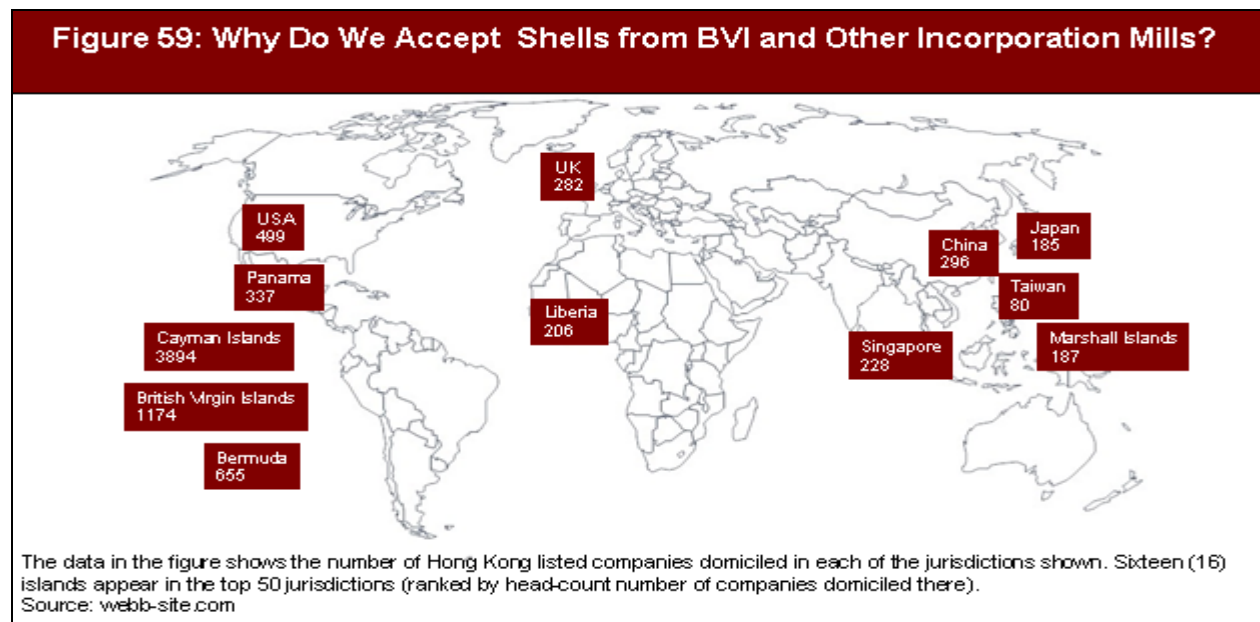 Figure 59: Why Do We Accept Shells from BVI and Other Incorporation Mills?
UK
282
USA
499
Japan
185
China
296
Panama
337
Taiwan
80
Liberia
206
Cayman Islands
3894
Singapore
228
Marshall Islands
187
British Virgin Islands
1174
Bermuda
655
The data in the figure shows the number of Hong Kong listed companies domiciled in each of the jurisdictions shown. Sixteen (16)
islands appear in the top 50 jurisdictions (ranked by head-count number of companies domiciled there).
Source: webb-site.com